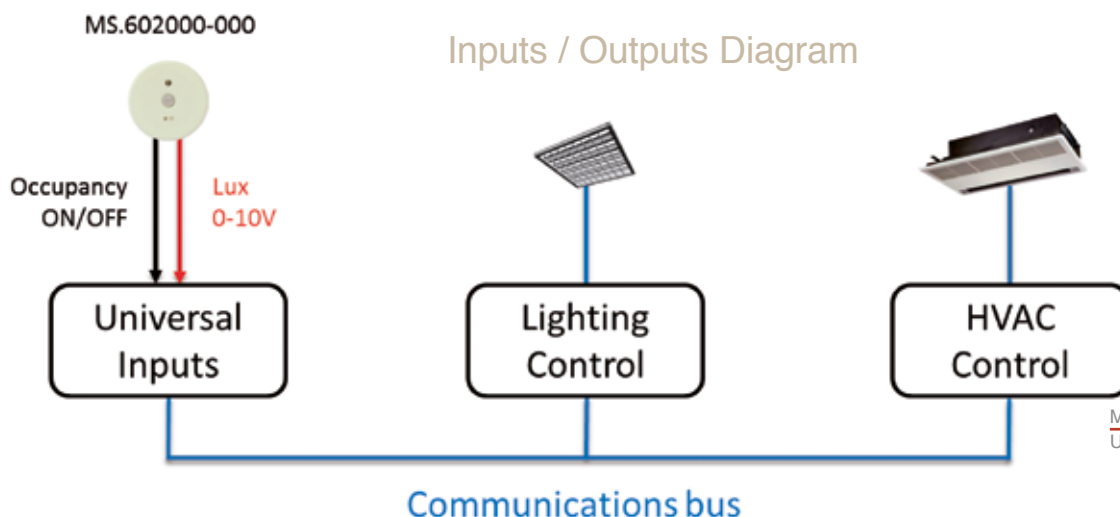 MS.602000-000
Inputs / Outputs Diagram
Occupancy
ON/OFF
Lux
0-10V
Universal
Inputs
Lighting
Control
HVAC
Control
M
U
Communications bus